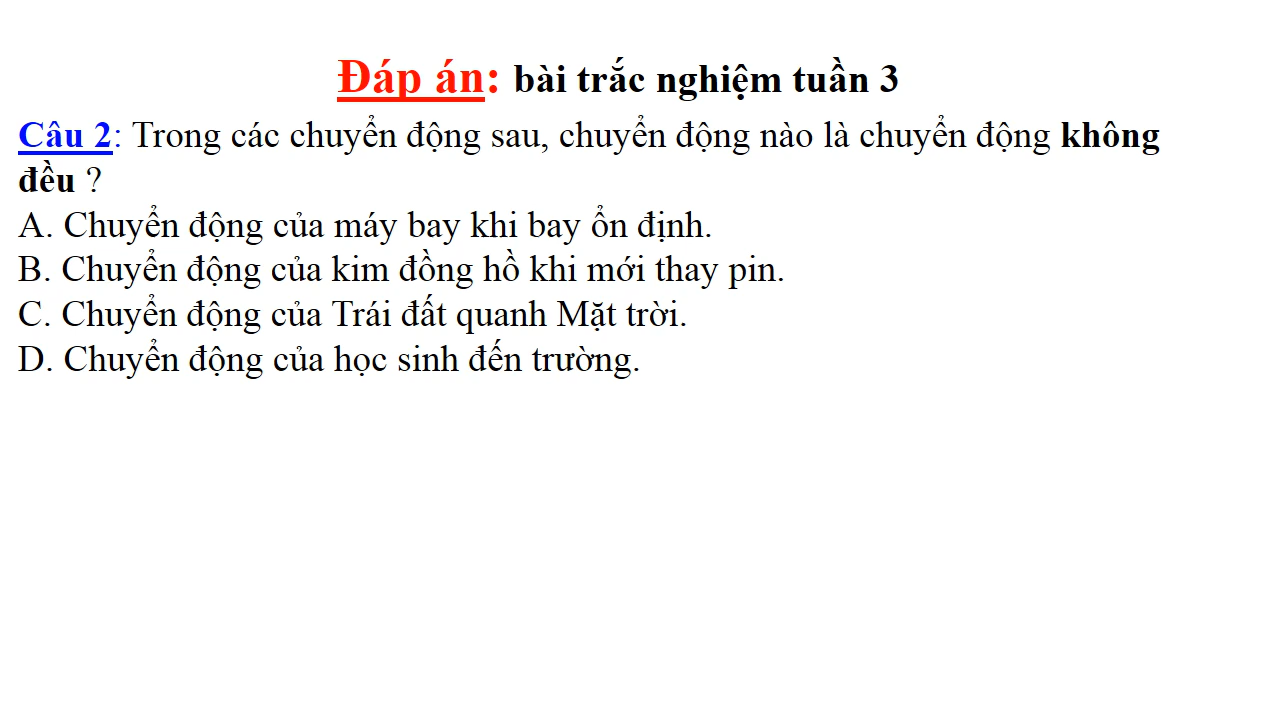 Đáp án: bài trắc nghiệm tuần 3
Câu 2: Trong các chuyển động sau, chuyển động nào là chuyển động không
đều ?
A. Chuyển động của máy bay khi bay ổn định.
B. Chuyển động của kim đồng hồ khi mới thay pin.
C. Chuyển động của Trái đất quanh Mặt trời.
D. Chuyển động của học sinh đến trường.